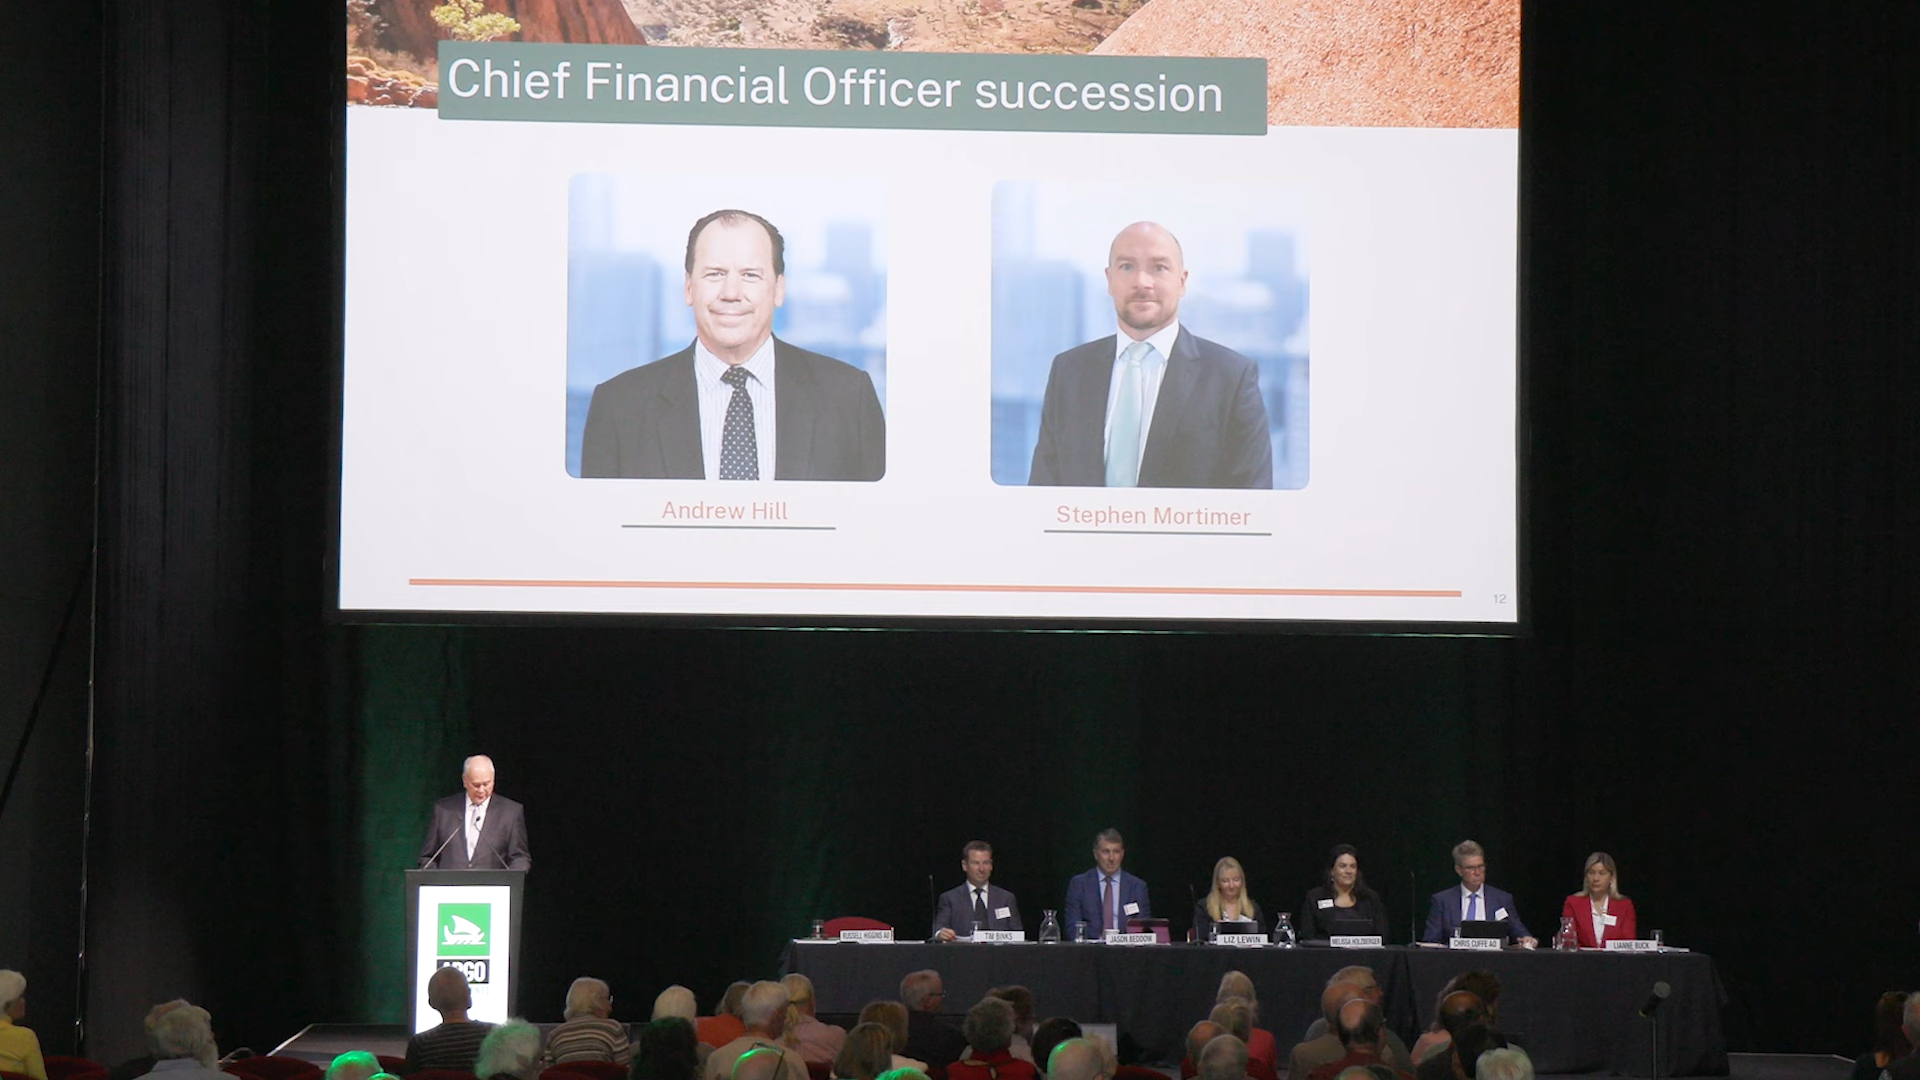 Chief Financial Officer succession
Andrew Hill
Stephen Mortimer
12
ARGO
RUSSELL HIGGINS AO
TIM BINKS
JASON BEDDOW
LIZ LEWIN
MELISSA HOLZBERGER
CHRIS CUFFE AO
LIANNE BUCK